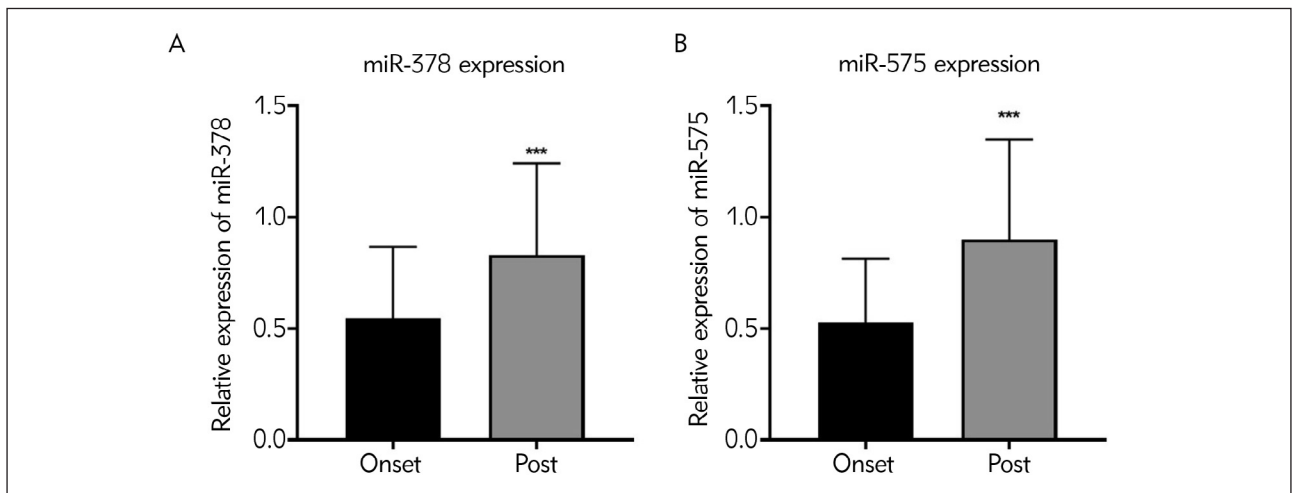 A
miR-378 expression
Relative expression of miR-378
1.5
1.0
0.5
0.0
***
Onset
Post
B
miR-575 expression
Relative expression of miR-575
1.5
1.0
0.5
0.0
***
Onset
Post